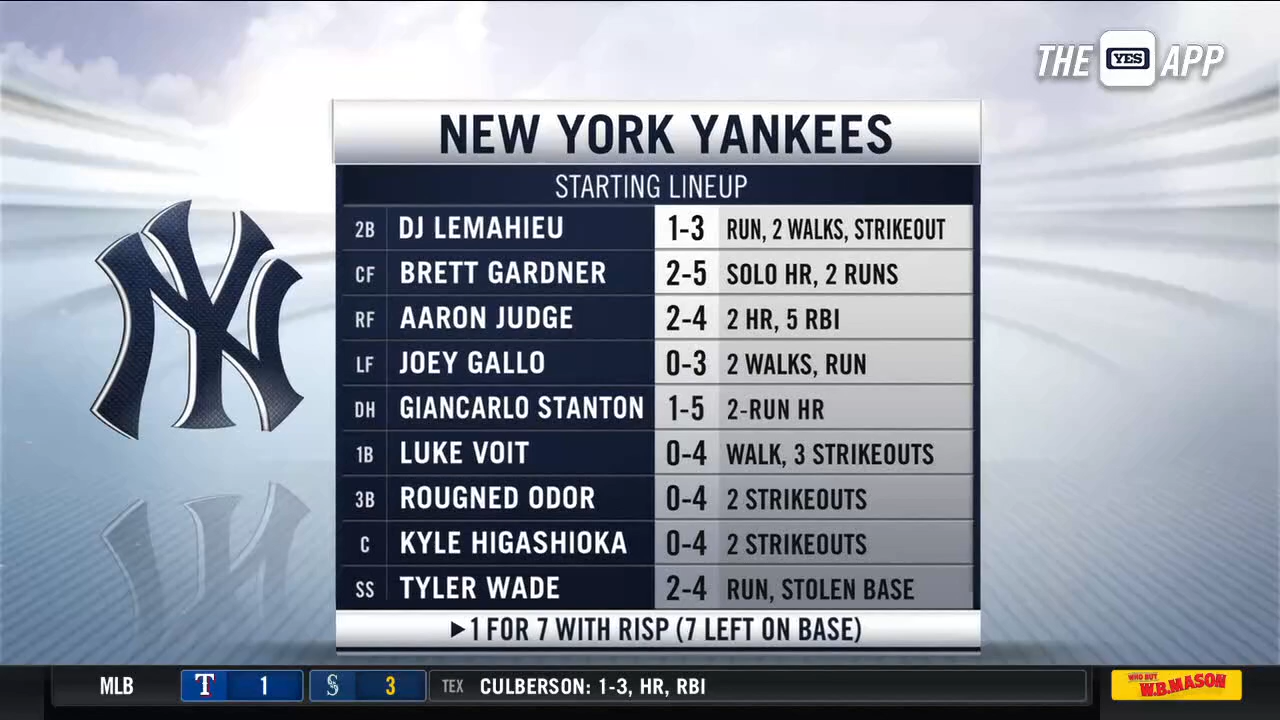 THE YES APP
NEW YORK YANKEES
STARTING LINEUP
2B DJ LEMAHIEU 1-3 RUN, 2 WALKS, STRIKEOUT
CF BRETT GARDNER 2-5 SOLO HR, 2 RUNS
RF AARON JUDGE 2-4 2 HR, 5 RBI
LF JOEY GALLO 0-3 2 WALKS, RUN
DH GIANCARLO STANTON 1-5 2-RUN HR
1B LUKE VOIT 0-4 WALK, 3 STRIKEOUTS
3B ROUGNED ODOR 0-4 2 STRIKEOUTS
C KYLE HIGASHIOKA 0-4 2 STRIKEOUTS
SS TYLER WADE 2-4 RUN, STOLEN BASE
▶1 FOR 7 WITH RISP (7 LEFT ON BASE)
NY
MLB T 1 S 3 TEX CULBERSON: 1-3, HR, RBI
WHO BUT
W.B. MASON